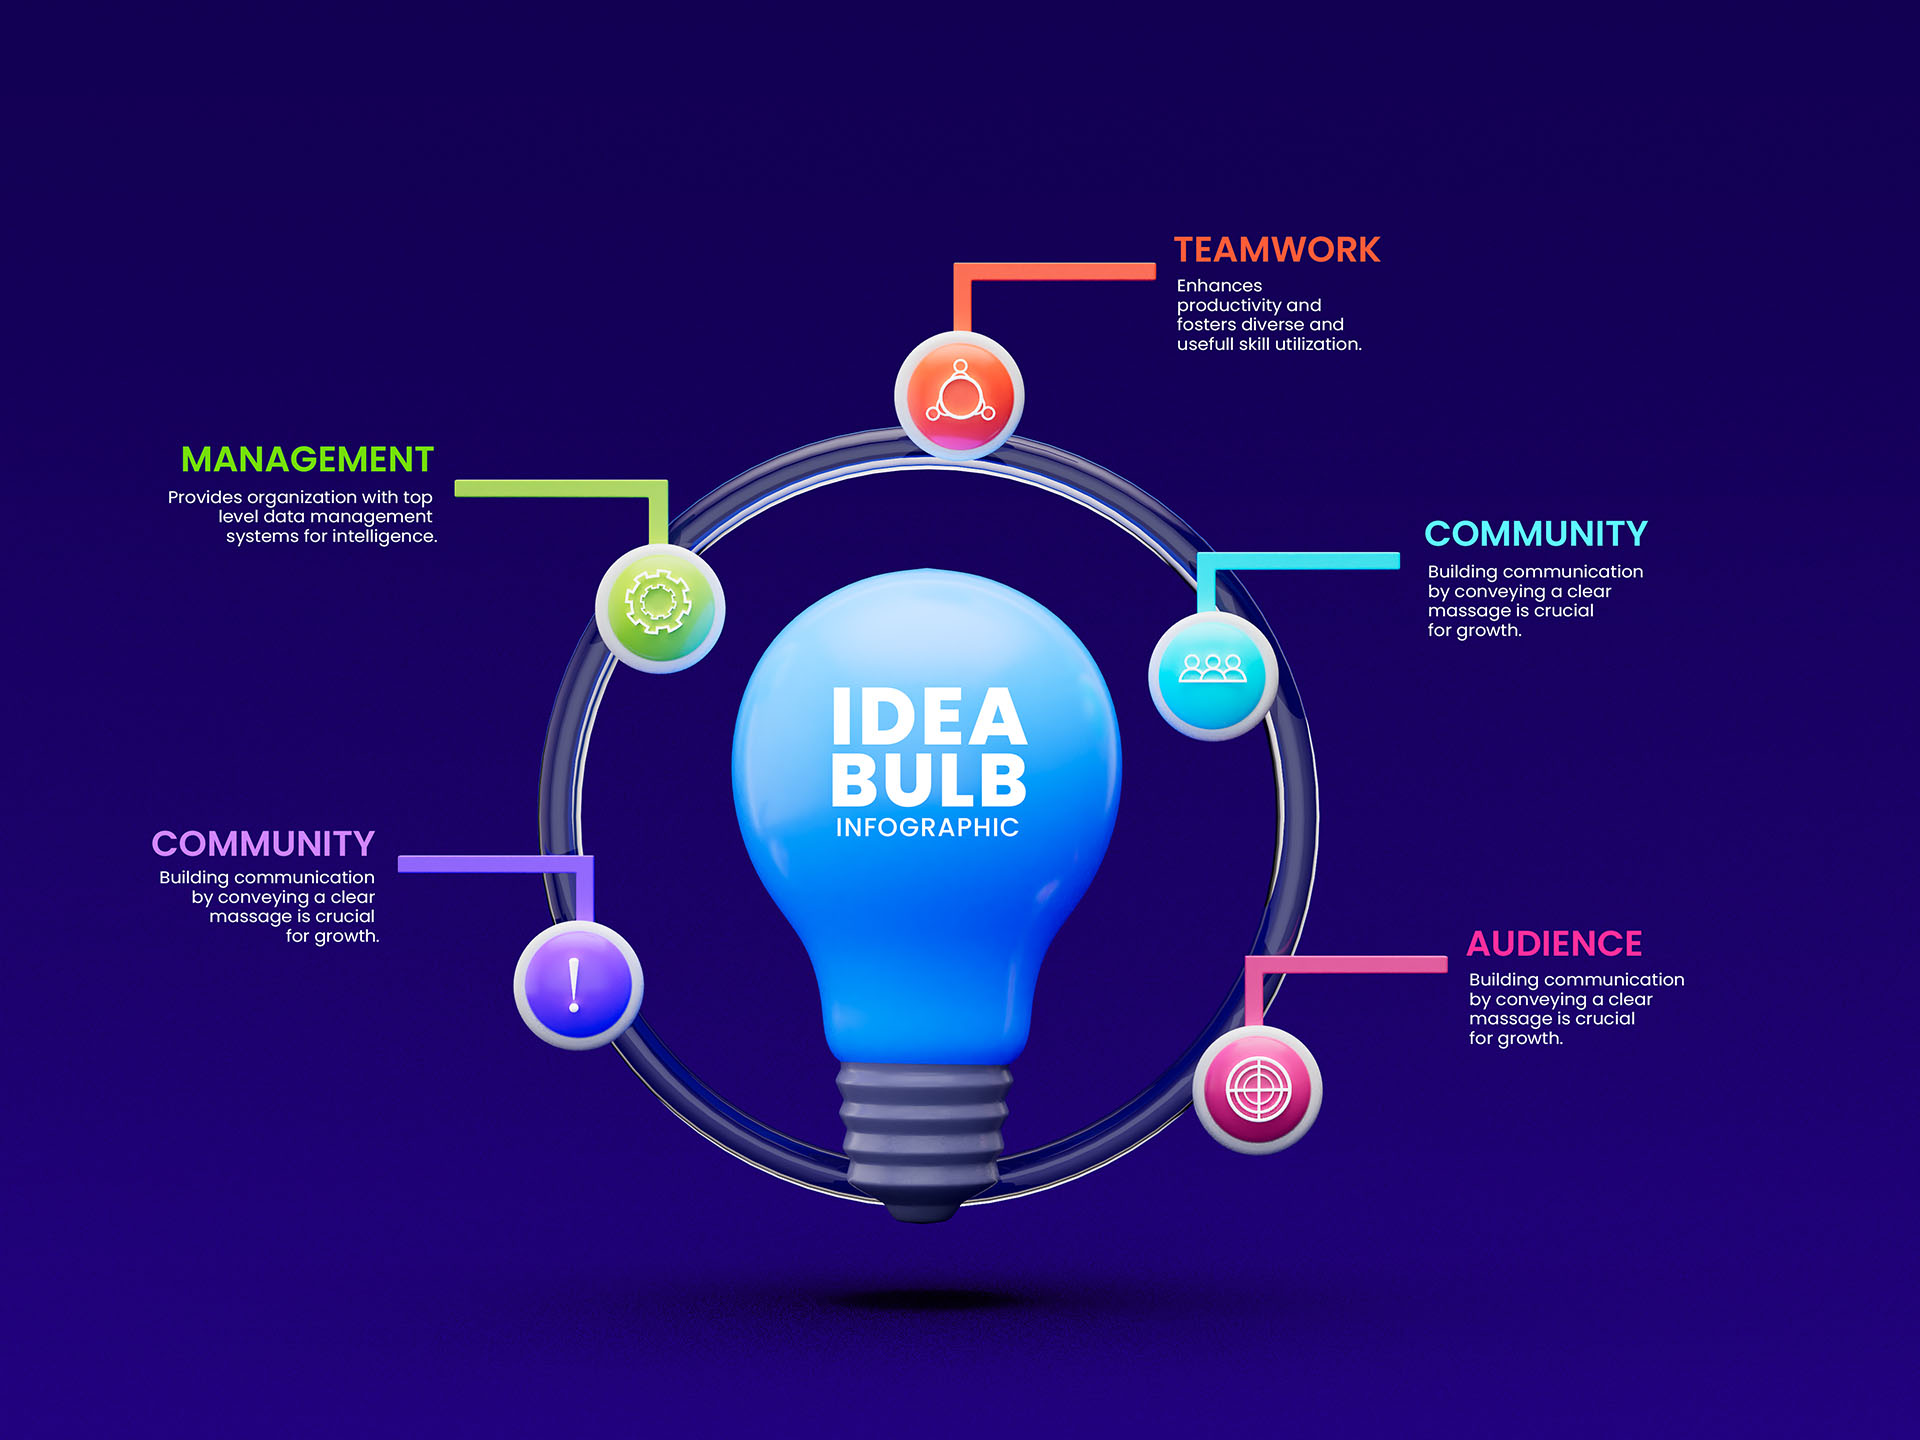 TEAMWORK
Enhances
productivity and
fosters diverse and
usefull skill utilization.
MANAGEMENT
Provides organization with top
level data management
systems for intelligence.
COMMUNITY
Building communication
by conveying a clear
massage is crucial
for growth.
IDEA
BULB
INFOGRAPHIC
COMMUNITY
Building communication
by conveying a clear
massage is crucial
for growth.
AUDIENCE
Building communication
by conveying a clear
massage is crucial
for growth.